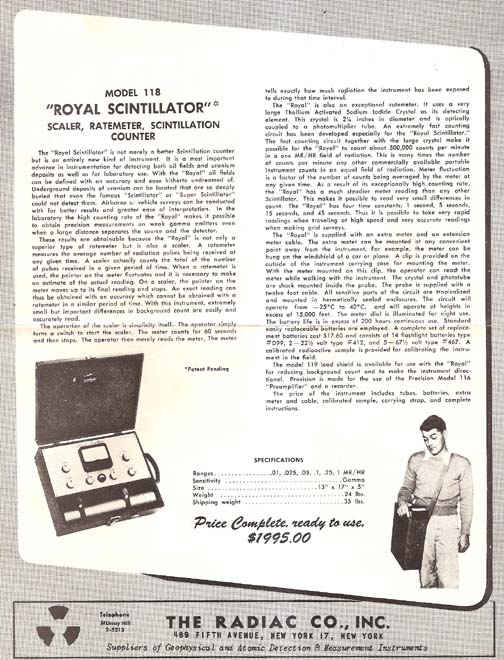 MODEL 118
"ROYAL SCINTILLATOR"*
SCALER, RATEMETER, SCINTILLATION
COUNTER
The "Royal Scintillator" is not merely a better Scintillation counter
but is an entirely new kind of instrument. It is a most important
advance in instrumentation for detecting both oil fields and uranium
deposits as well as for laboratory use. With the "Royal" oil fields
can be defined with an accuracy and ease hitherto undreamed of.
Underground deposits of uranium can be located that are so deeply
buried that even the famous "Scintillator" or "Super Scintillator"
could not detect them. Airborne or vehicle surveys can be conducted
with far better results and greater ease of interpretation. In the
laboratory the high counting rate of the "Royal" makes it possible
to obtain precision measurements on weak gamma emitters even
when a large distance separates the source and the detector.
These results are obtainable because the "Royal" is not only a
superior type of ratemeter but is also a scaler. A ratemeter
measures the average number of radiation pulses being received at
any given time. A scaler actually counts the total of the number
of pulses received in a given period of time. When a ratemeter is
used, the pointer on the meter fluctuates and it is necessary to make
an estimate of the actual reading. On a scaler, the pointer on the
meter moves up to its final reading and stops. An exact reading can
thus be obtained with an accuracy which cannot be obtained with a
ratemeter in a similar period of time. With this instrument, extremely
small but important differences in background count are easily and
accurately read.
The operation of the scaler is simplicity itself. The operator simply
turns a switch to start the scaler. The meter counts for 60 seconds
and then stops. The operator then merely reads the meter. The meter
*Patent Pending
tells exactly how much radiation the instrument has been exposed
to during that time interval.
The "Royal" is also an exceptional ratemeter. It uses a very
large Thallium Activated Sodium Iodide Crystal as its detecting
element. This crystal is 2¼ inches in diameter and is optically
coupled to a photomultiplier tube. An extremely fast counting
circuit has been developed especially for the "Royal Scintillator."
The fast counting circuit together with the large crystal make it
possible for the "Royal" to count about 500,000 counts per minute
in a one MR/HR field of radiation. This is many times the number
of counts per minute any other commercially available portable
instrument counts in an equal field of radiation. Meter fluctuation
is a factor of the number of counts being averaged by the meter at
any given time. As a result of its exceptionally high counting rate,
the "Royal" has a much steadier meter reading than any other
Scintillator. This makes it possible to read very small differences in
count. The "Royal" has four time constants; 1 second, 5 seconds,
15 seconds, and 45 seconds. Thus it is possible to take very rapid
readings when traveling at high speed and very accurate readings
when making grid surveys.
The "Royal" is supplied with an extra meter and an extension
meter cable. The extra meter can be mounted at any convenient
point away from the instrument. For example, the meter can be
hung on the windshield of a car or plane. A clip is provided on the
outside of the instrument carrying case for mounting the meter.
With the meter mounted on this clip, the operator can read the
meter while walking with the instrument. The crystal and phototube
are shock mounted inside the probe. The probe is supplied with a
twelve foot cable. All sensitive parts of the circuit are tropicalized
and mounted in hermetically sealed enclosures. The circuit will
operate from —25°C to 40°C, and will operate at heights in
excess of 15,000 feet. The meter dial is illuminated for night use.
The battery life is in excess of 200 hours continuous use. Standard
easily replaceable batteries are employed. A complete set of replace-
ment batteries cost $17.60 and consists of 14 flashlight batteries type
#D99, 2—22½ volt type #412, and 5—67½ volt type #467. A
calibrated radioactive sample is provided for calibrating the instru-
ment in the field.
The model 119 lead shield is available for use with the "Royal"
for reducing background count and to make the instrument direc-
tional. Provision is made for the use of the Precision Model 116
"Preamplifier" and a recorder.
The price of the instrument includes tubes, batteries, extra
meter and cable, calibrated sample, carrying strap, and complete
instructions.
SPECIFICATIONS
Ranges....................01, .025, .05, .1, .25, 1 MR/HR
Sensitivity....................Gamma
Size....................13" x 17" x 5"
Weight....................24 lbs.
Shipping weight....................35 lbs.
Price Complete, ready to use,
$1995.00
Telephone
MUrray Hill
THE RADIAC CO., INC.
489 FIFTH AVENUE, NEW YORK 17, NEW YORK
Suppliers of Geophysical and Atomic Detection & Measurement Instruments